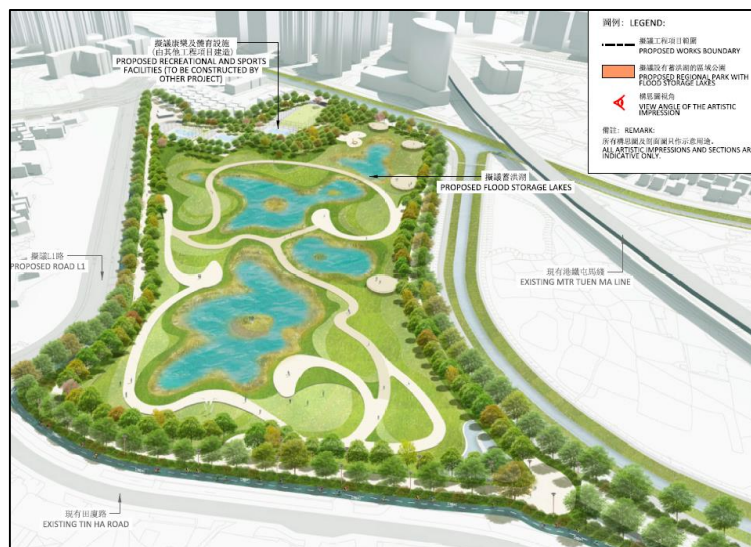 擬議康樂及體育設施
(由其他工程項目建造)
PROPOSED RECREATIONAL AND SPORTS
FACILITIES (TO BE CONSTRUCTED BY
OTHER PROJECT)
圖例: LEGEND:
擬議工程項目範圍
PROPOSED WORKS BOUNDARY
擬議設有蓄洪湖的區域公園
PROPOSED REGIONAL PARK WITH
FLOOD STORAGE LAKES
構思圖視角
VIEW ANGLE OF THE ARTISTIC
IMPRESSION
備註: REMARK:
所有構思圖及剖面圖只作示意用途。
ALL ARTISTIC IMPRESSIONS AND SECTIONS ARE
INDICATIVE ONLY.
擬議蓄洪湖
PROPOSED FLOOD STORAGE LAKES
擬議L1路
PROPOSED ROAD L1
現有港鐵屯馬綫
EXISTING MTR TUEN MA LINE
現有田廈路
EXISTING TIN HA ROAD